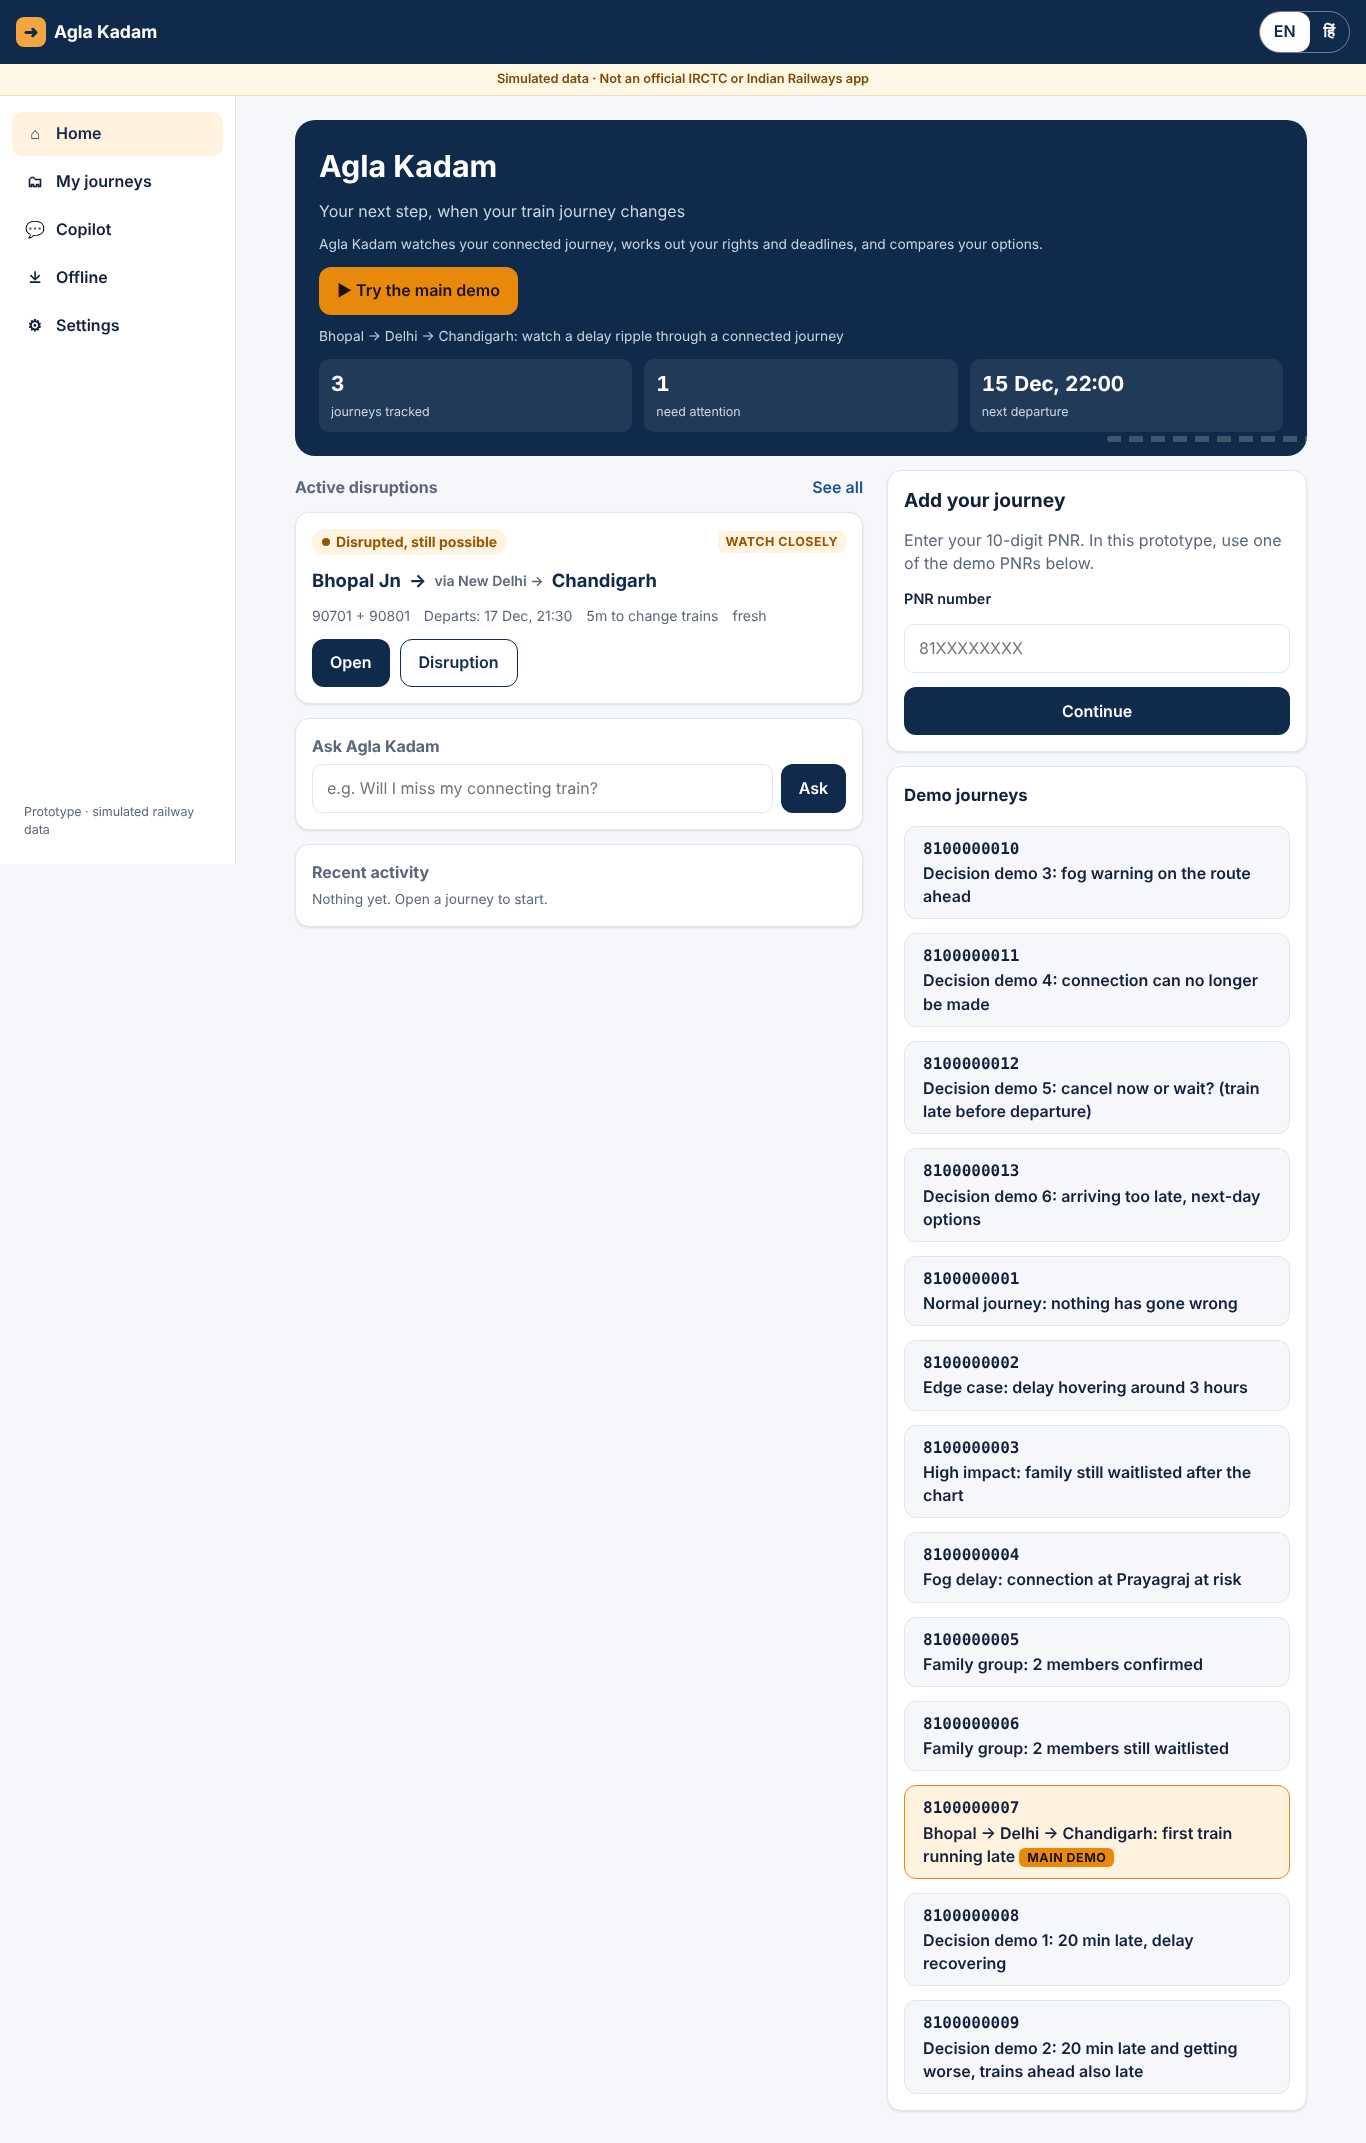 Agla Kadam
EN
हिं
Simulated data · Not an official IRCTC or Indian Railways app
Home
My journeys
Copilot
Offline
Settings
Prototype · simulated railway
data
Agla Kadam
Your next step, when your train journey changes
Agla Kadam watches your connected journey, works out your rights and deadlines, and compares your options.
▶ Try the main demo
Bhopal → Delhi → Chandigarh: watch a delay ripple through a connected journey
3
journeys tracked
1
need attention
15 Dec, 22:00
next departure
Active disruptions
See all
Disrupted, still possible
WATCH CLOSELY
Bhopal Jn → via New Delhi → Chandigarh
90701 + 90801 Departs: 17 Dec, 21:30 5m to change trains fresh
Open
Disruption
Ask Agla Kadam
e.g. Will I miss my connecting train?
Ask
Recent activity
Nothing yet. Open a journey to start.
Add your journey
Enter your 10-digit PNR. In this prototype, use one
of the demo PNRs below.
PNR number
81XXXXXXXX
Continue
Demo journeys
8100000010
Decision demo 3: fog warning on the route
ahead
8100000011
Decision demo 4: connection can no longer
be made
8100000012
Decision demo 5: cancel now or wait? (train
late before departure)
8100000013
Decision demo 6: arriving too late, next-day
options
8100000001
Normal journey: nothing has gone wrong
8100000002
Edge case: delay hovering around 3 hours
8100000003
High impact: family still waitlisted after the
chart
8100000004
Fog delay: connection at Prayagraj at risk
8100000005
Family group: 2 members confirmed
8100000006
Family group: 2 members still waitlisted
8100000007
Bhopal → Delhi → Chandigarh: first train
running late MAIN DEMO
8100000008
Decision demo 1: 20 min late, delay
recovering
8100000009
Decision demo 2: 20 min late and getting
worse, trains ahead also late